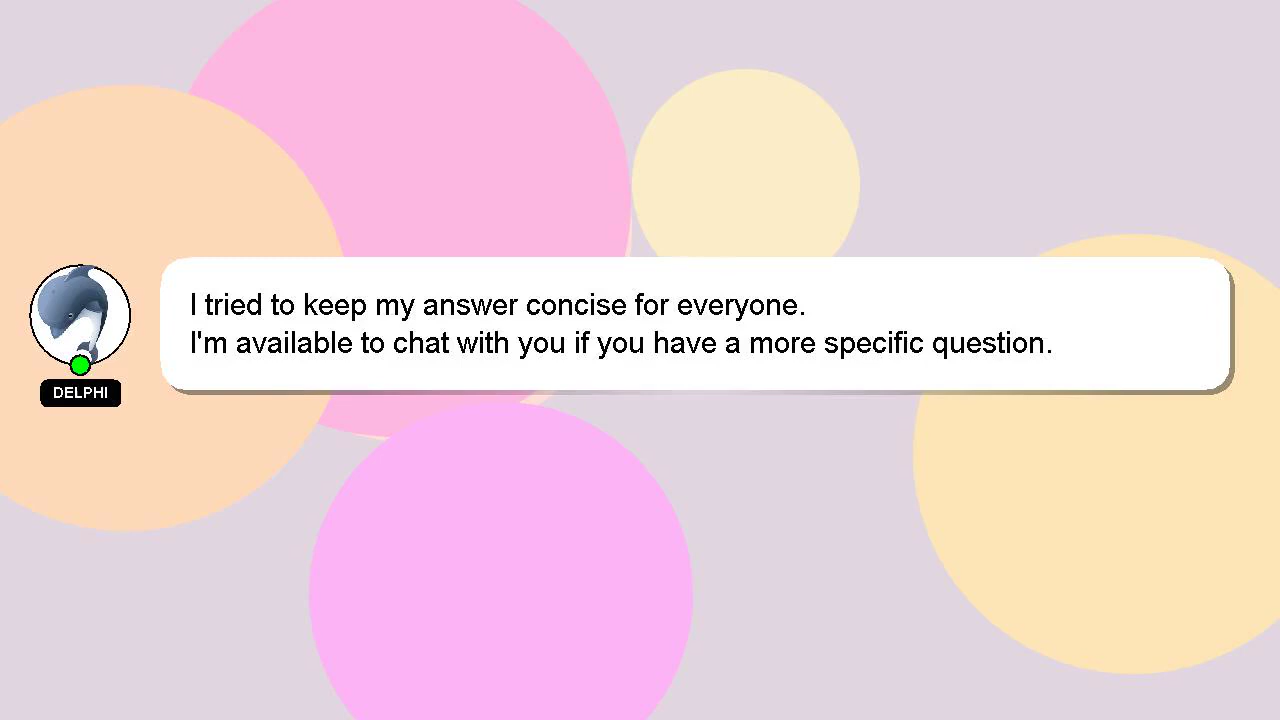 I tried to keep my answer concise for everyone.
I'm available to chat with you if you have a more specific question.
DELPHI